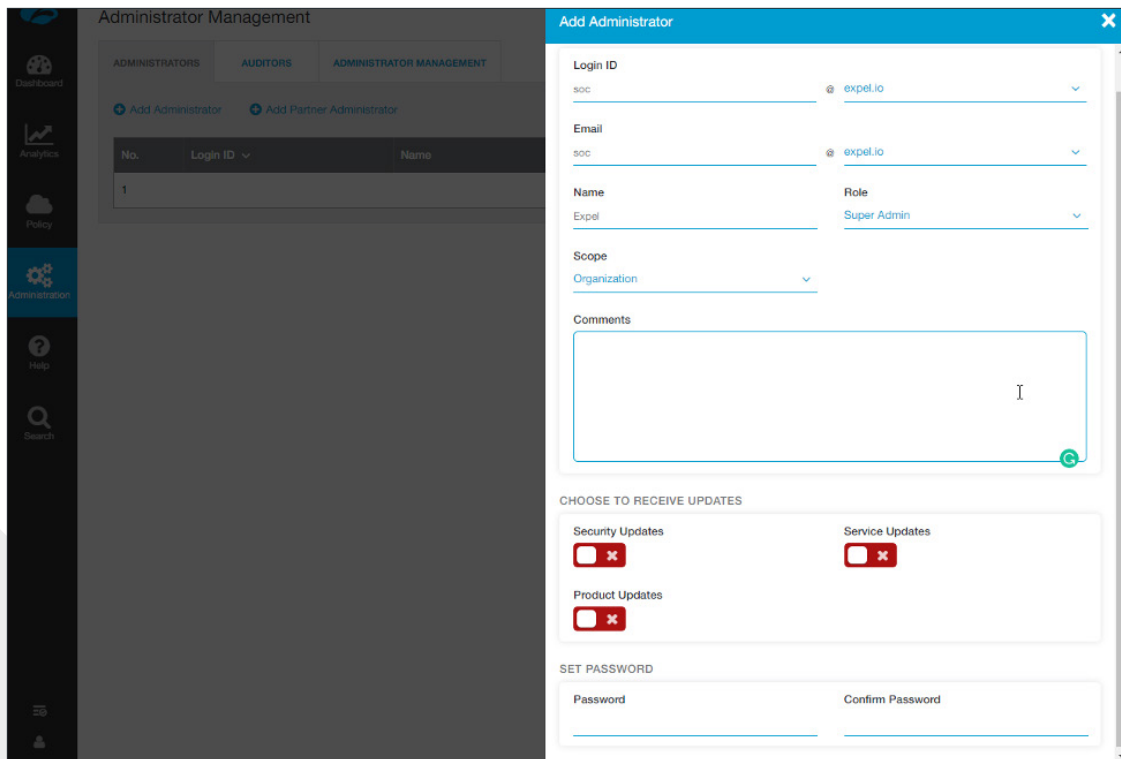 Administrator Management
Add Administrator
ADMINISTRATORS AUDITORS ADMINISTRATOR MANAGEMENT
Add Administrator Add Partner Administrator
No. Login ID Name
1
Dashboard
Analytics
Policy
Administration
Help
Search
Login ID
soc @ expel.io
Email
soc @ expel.io
Name Role
Expel Super Admin
Scope
Organization
Comments
CHOOSE TO RECEIVE UPDATES
Security Updates Service Updates
Product Updates
SET PASSWORD
Password Confirm Password